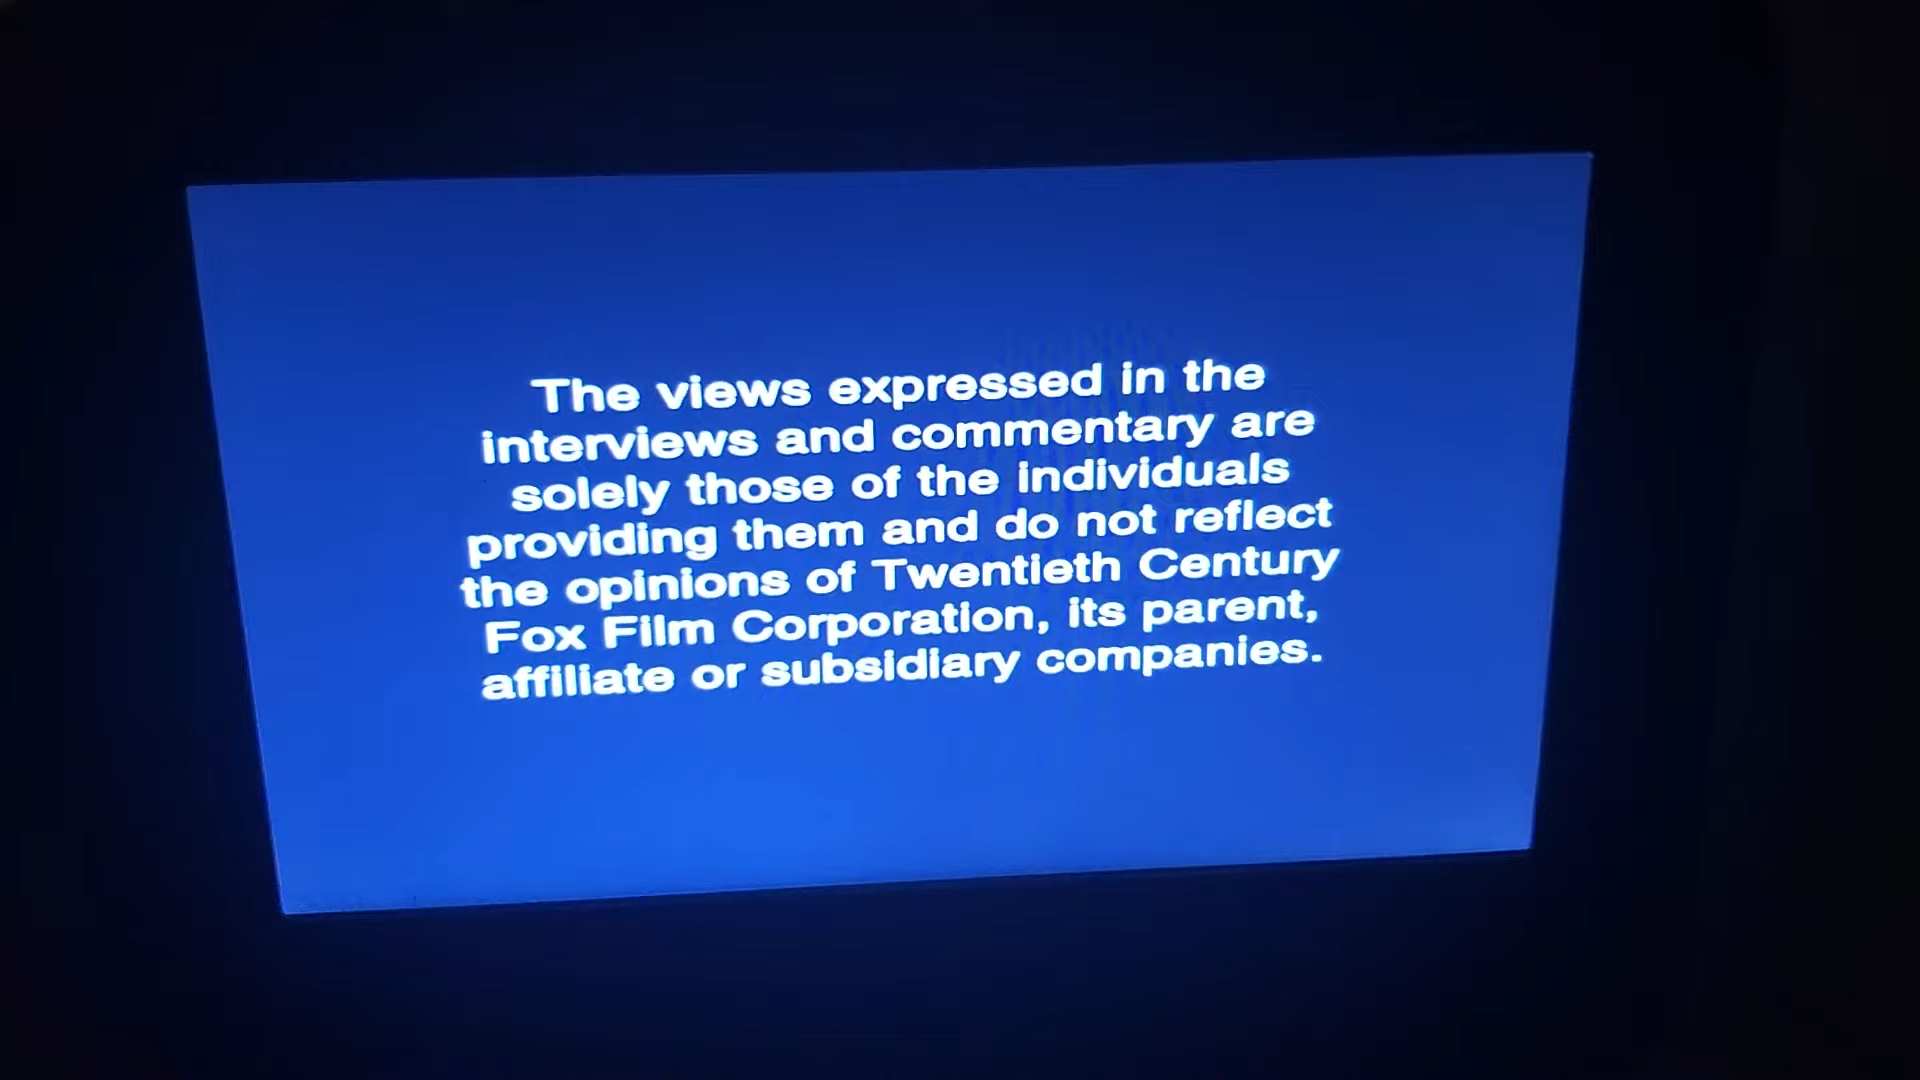 The views expressed in the
interviews and commentary are
solely those of the individuals
providing them and do not reflect
the opinions of Twentieth Century
Fox Film Corporation, its parent,
affiliate or subsidiary companies.